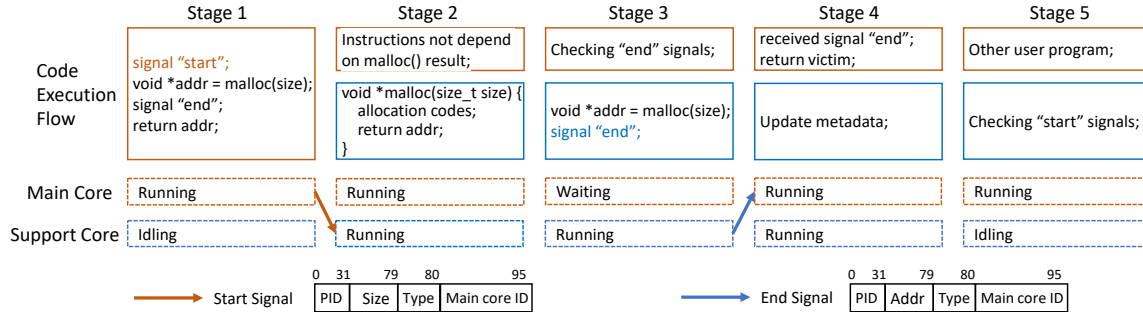 Stage 1 Stage 2 Stage 3 Stage 4 Stage 5
Code
Execution
Flow
signal “start”;
void *addr = malloc(size);
signal “end”;
return addr;
Instructions not depend
on malloc() result;
void *malloc(size_t size) {
allocation codes;
return addr;
}
Checking “end” signals;
void *addr = malloc(size);
signal “end”;
received signal “end”;
return victim;
Update metadata;
Other user program;
Checking “start” signals;
Main Core Running Running Waiting Running Running
Support Core Idling Running Running Running Idling
0 31 79 80 95
Start Signal PID Size Type Main core ID
0 31 79 80 95
End Signal PID Addr Type Main core ID